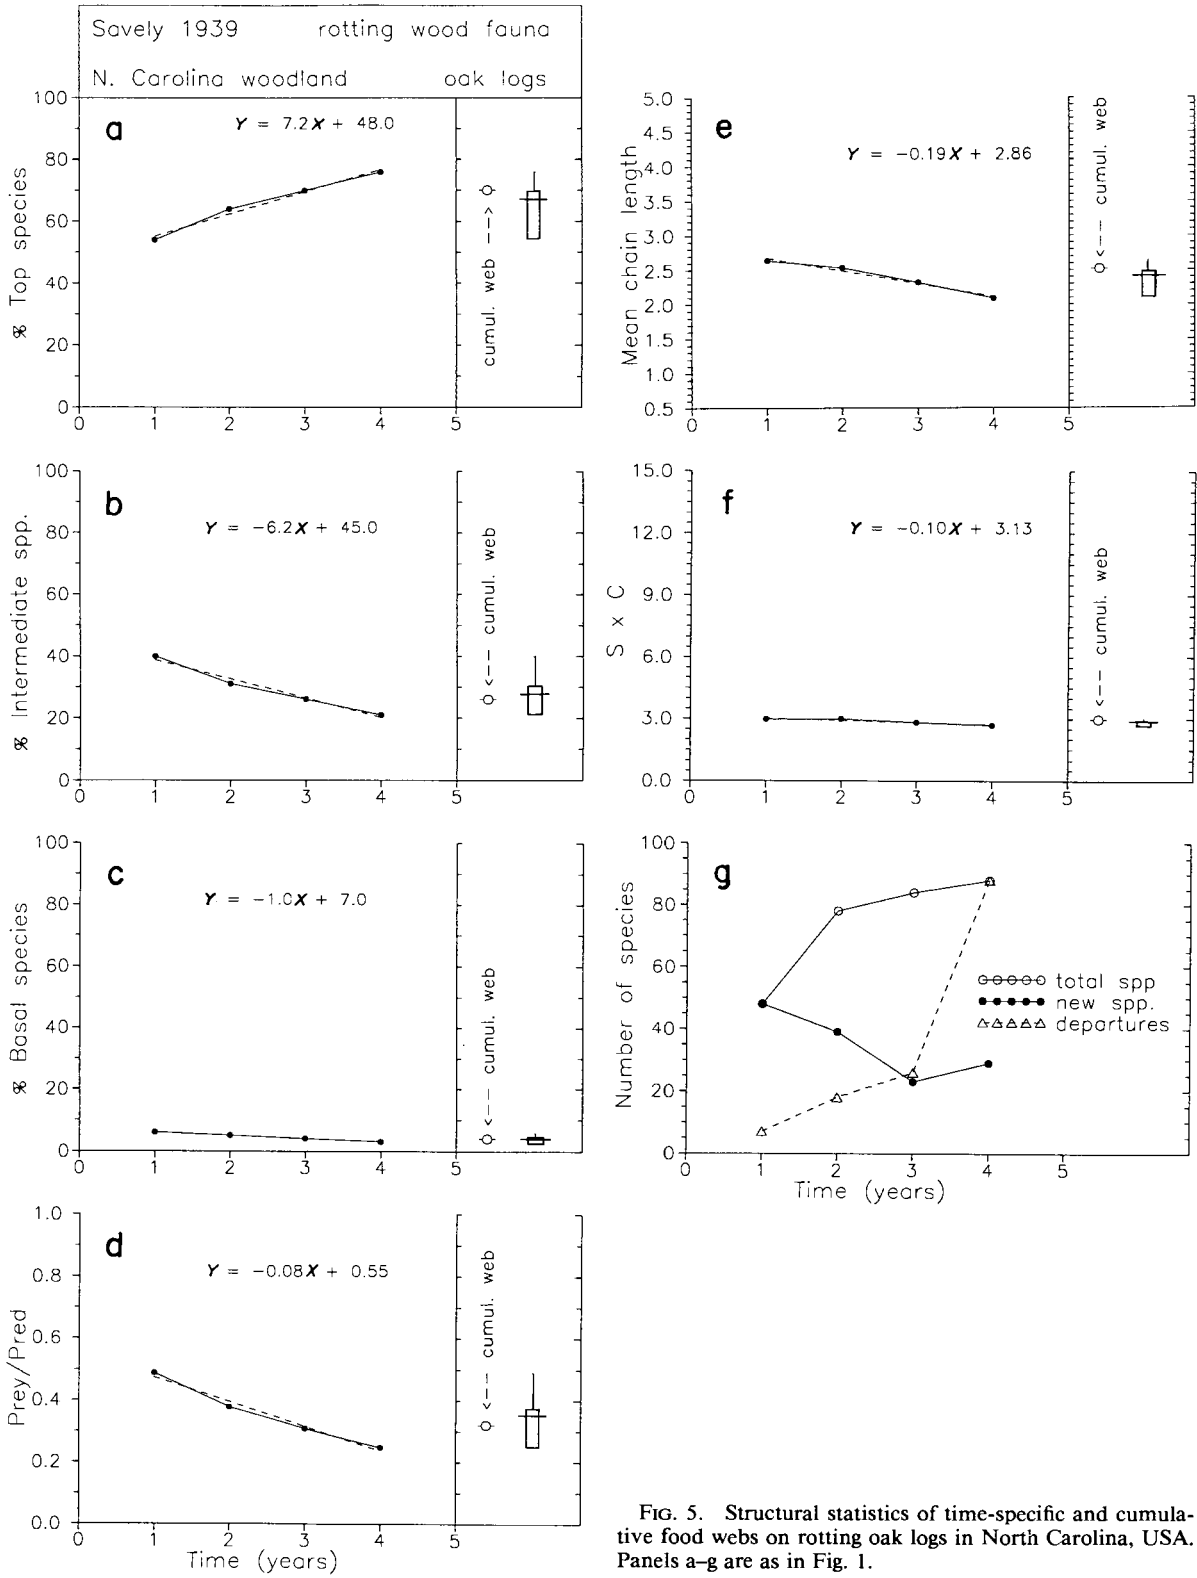 Savely 1939 rotting wood fauna
N. Carolina woodland oak logs
a
Y = 7.2X + 48.0
% Top species
100
80
60
40
20
0
0 1 2 3 4 5
cumul. web -->
b
Y = -6.2X + 45.0
% Intermediate spp.
100
80
60
40
20
0
0 1 2 3 4 5
<-- cumul. web
c
Y = -1.0X + 7.0
% Basal species
100
80
60
40
20
0
0 1 2 3 4 5
<-- cumul. web
d
Y = -0.08X + 0.55
Prey/Pred
1.0
0.8
0.6
0.4
0.2
0.0
0 1 2 3 4 5
Time (years)
<-- cumul. web
e
Y = -0.19X + 2.86
Mean chain length
5.0
4.5
4.0
3.5
3.0
2.5
2.0
1.5
1.0
0.5
0 1 2 3 4 5
<--- cumul. web
f
Y = -0.10X + 3.13
S x C
15.0
12.0
9.0
6.0
3.0
0.0
0 1 2 3 4 5
<--- cumul. web
g
Number of species
100
80
60
40
20
0
0 1 2 3 4 5
Time (years)
total spp
new spp.
departures
FIG. 5. Structural statistics of time-specific and cumula-
tive food webs on rotting oak logs in North Carolina, USA.
Panels a–g are as in Fig. 1.